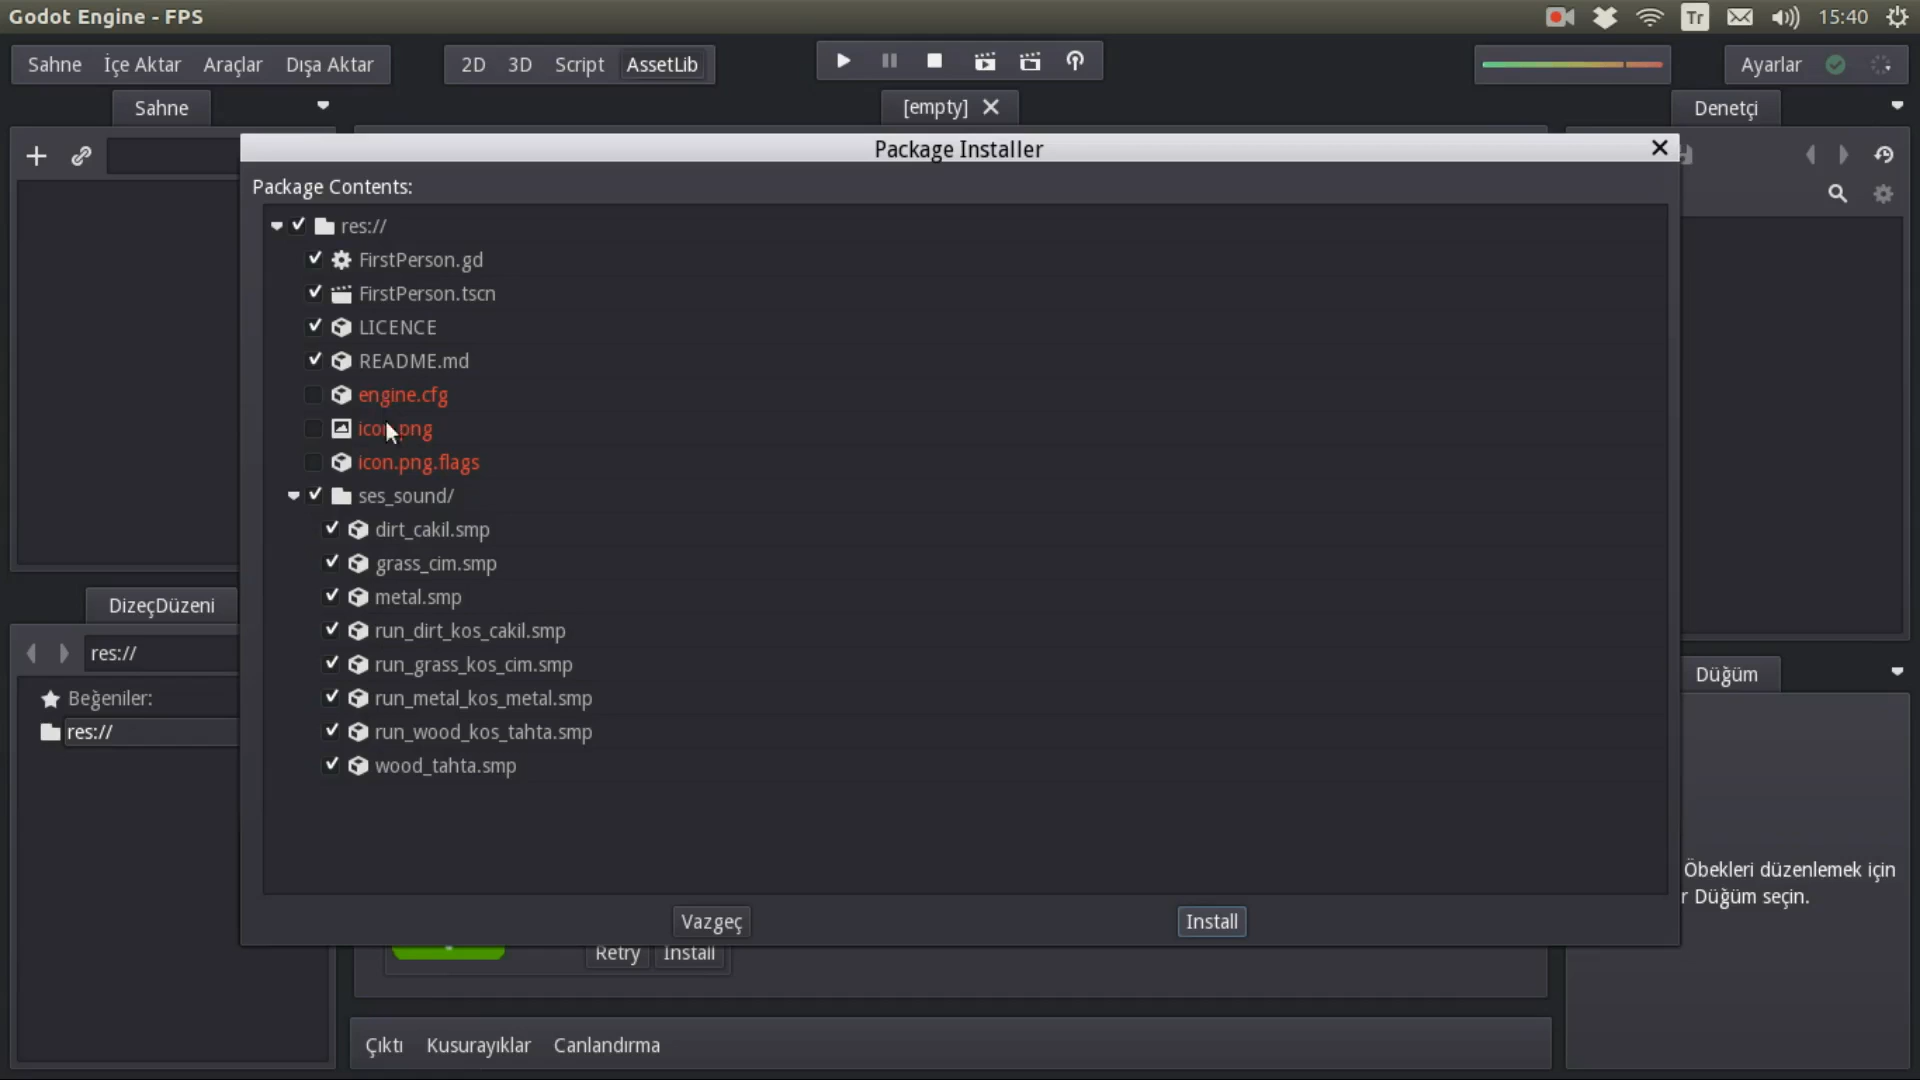 Godot Engine - FPS
Tr
15:40
Sahne İçe Aktar Araçlar Dışa Aktar
2D 3D Script AssetLib
Ayarlar
Sahne
[empty]
Denetçi
Package Installer
Package Contents:
res://
FirstPerson.gd
FirstPerson.tscn
LICENCE
README.md
engine.cfg
icon.png
icon.png.flags
ses_sound/
dirt_cakil.smp
grass_cim.smp
metal.smp
run_dirt_kos_cakil.smp
run_grass_kos_cim.smp
run_metal_kos_metal.smp
run_wood_kos_tahta.smp
wood_tahta.smp
Vazgeç
Install
DizeçDüzeni
res://
Beğeniler:
res://
Düğüm
Öbekleri düzenlemek için
r Düğüm seçin.
Retry Install
Çıktı Kusurayıklar Canlandırma